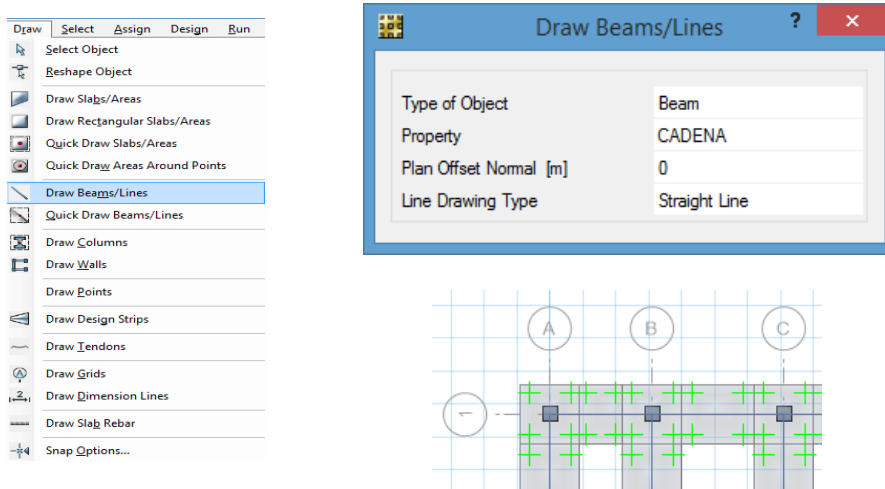 Draw Select Assign Design Run
Select Object
Reshape Object
Draw Slabs/Areas
Draw Rectangular Slabs/Areas
Quick Draw Slabs/Areas
Quick Draw Areas Around Points
Draw Beams/Lines
Quick Draw Beams/Lines
Draw Columns
Draw Walls
Draw Points
Draw Design Strips
Draw Tendons
A Draw Grids
2 Draw Dimension Lines
Draw Slab Rebar
Snap Options...
Draw Beams/Lines ? ×
Type of Object Beam
Property CADENA
Plan Offset Normal [m] 0
Line Drawing Type Straight Line
A B C
1